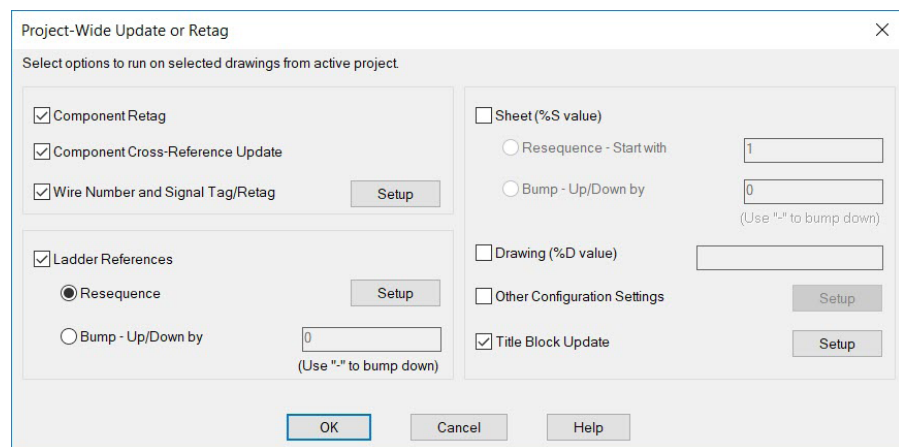 Project-Wide Update or Retag
Select options to run on selected drawings from active project.
Component Retag
Component Cross-Reference Update
Wire Number and Signal Tag/Retag
Setup
Ladder References
Resequence
Setup
Bump - Up/Down by
0
(Use "-" to bump down)
Sheet (%S value)
Resequence - Start with
1
Bump - Up/Down by
0
(Use "-" to bump down)
Drawing (%D value)
Other Configuration Settings
Setup
Title Block Update
Setup
OK
Cancel
Help